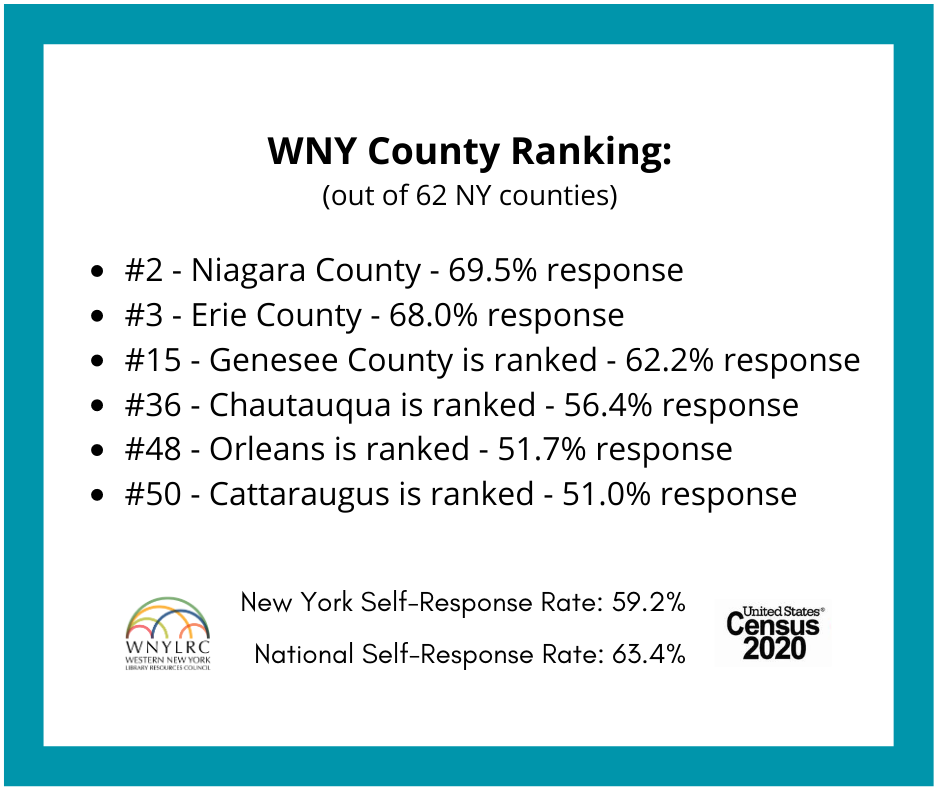 WNY County Ranking:
(out of 62 NY counties)
• #2 - Niagara County - 69.5% response
• #3 - Erie County - 68.0% response
• #15 - Genesee County is ranked - 62.2% response
• #36 - Chautauqua is ranked - 56.4% response
• #48 - Orleans is ranked - 51.7% response
• #50 - Cattaraugus is ranked - 51.0% response
New York Self-Response Rate: 59.2%
National Self-Response Rate: 63.4%
WNYLRC
WESTERN NEW YORK
LIBRARY RESOURCES COUNCIL
United States®
Census
2020